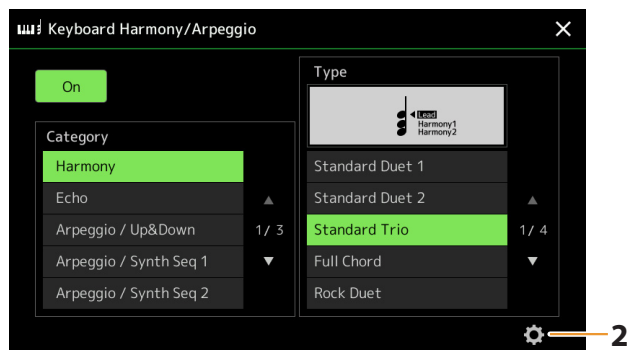 Keyboard Harmony/Arpeggio
On
Category
Harmony
Echo
Arpeggio / Up&Down
Arpeggio / Synth Seq 1
Arpeggio / Synth Seq 2
1/ 3
Type
Lead
Harmony1
Harmony2
Standard Duet 1
Standard Duet 2
Standard Trio
Full Chord
Rock Duet
1/ 4
2